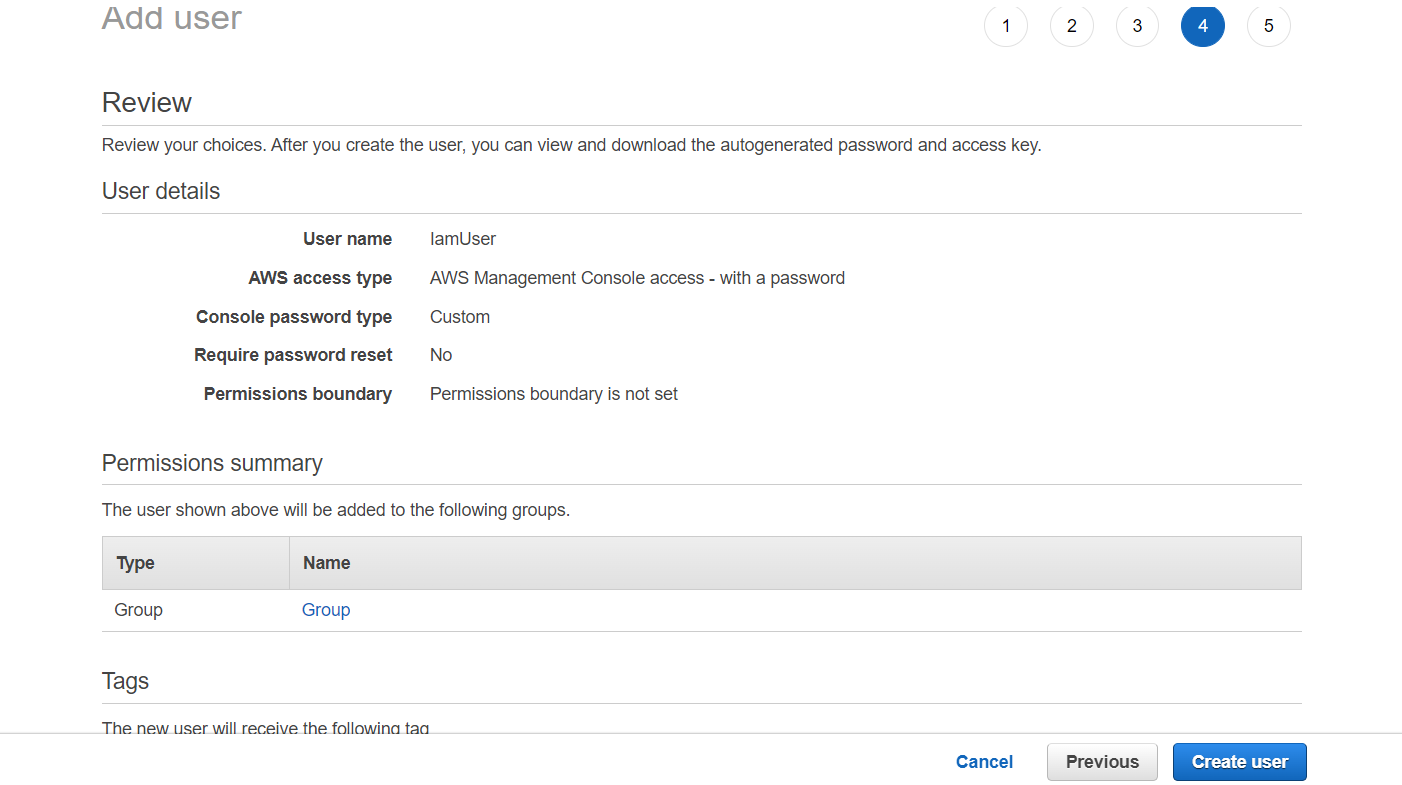 Add user
1 2 3 4 5
Review
Review your choices. After you create the user, you can view and download the autogenerated password and access key.
User details
User name IamUser
AWS access type AWS Management Console access - with a password
Console password type Custom
Require password reset No
Permissions boundary Permissions boundary is not set
Permissions summary
The user shown above will be added to the following groups.
Type Name
Group Group
Tags
The new user will receive the following tag
Cancel Previous Create user